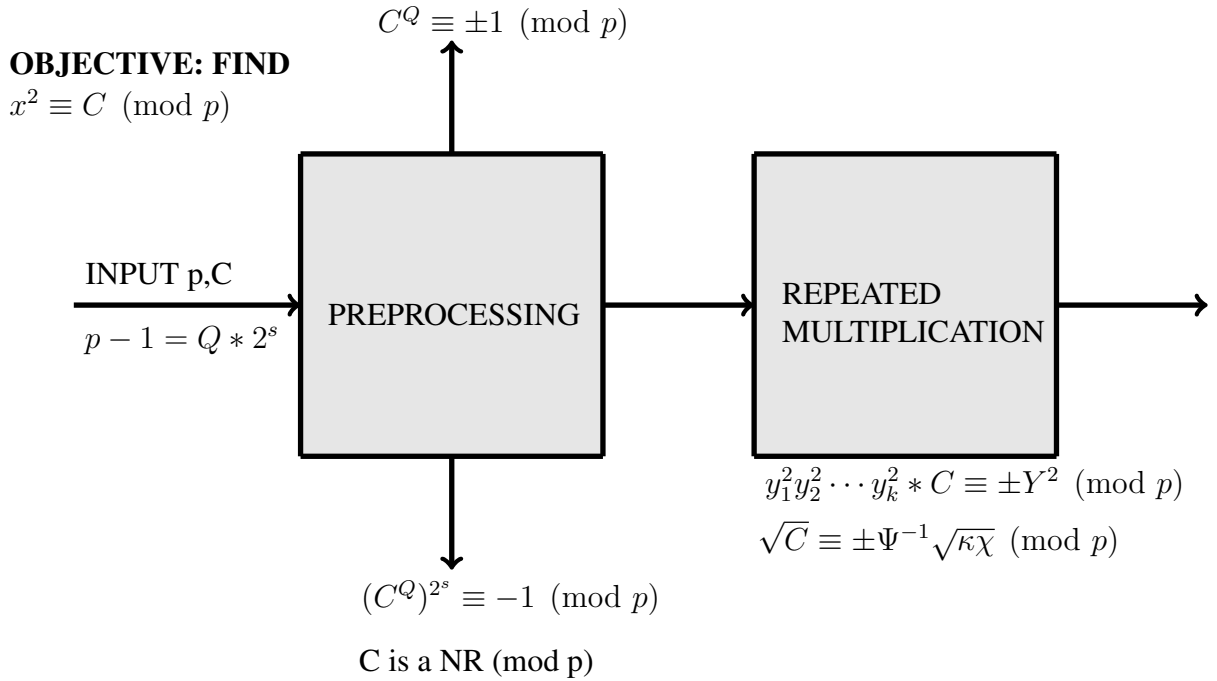 C^Q ≡ ±1 (mod p)
OBJECTIVE: FIND
x^2 ≡ C (mod p)
INPUT p,C
p − 1 = Q ∗ 2^s
PREPROCESSING
REPEATED
MULTIPLICATION
y_1^2 y_2^2 ⋯ y_k^2 ∗ C ≡ ±Y^2 (mod p)
√C ≡ ±Ψ^{−1}√κχ (mod p)
(C^Q)^{2^s} ≡ −1 (mod p)
C is a NR (mod p)